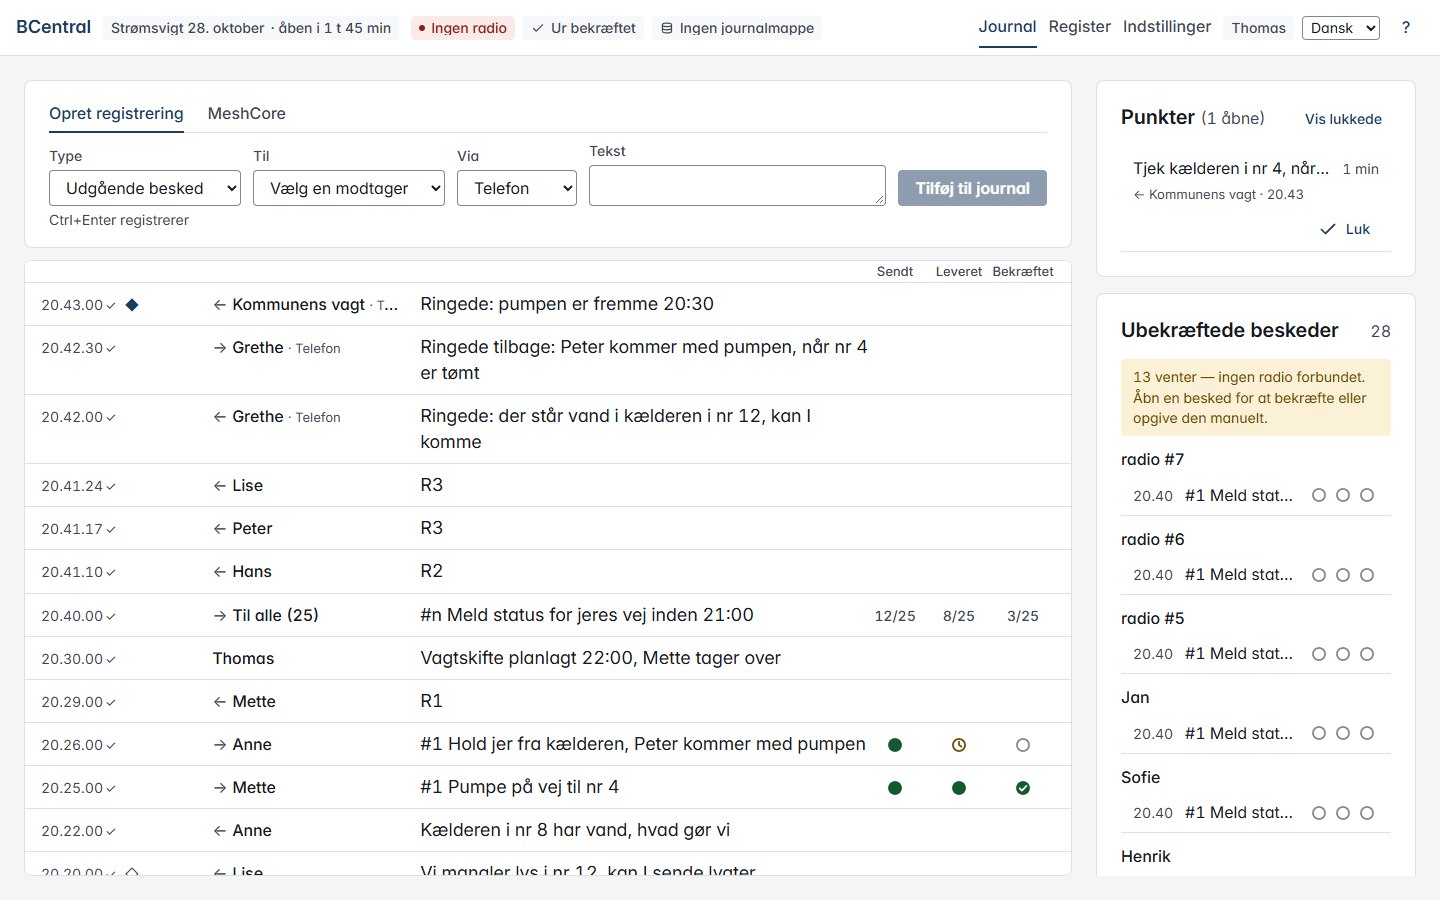 BCentral Strømsvigt 28. oktober · åben i 1 t 45 min Ingen radio Ur bekræftet Ingen journalmappe Journal Register Indstillinger Thomas Dansk ?
Opret registrering MeshCore
Type Til Via Tekst
Udgående besked Vælg en modtager Telefon Tilføj til journal
Ctrl+Enter registrerer
Sendt Leveret Bekræftet
20.43.00 ← Kommunens vagt · T... Ringede: pumpen er fremme 20:30
20.42.30 → Grethe · Telefon Ringede tilbage: Peter kommer med pumpen, når nr 4
er tømt
20.42.00 ← Grethe · Telefon Ringede: der står vand i kælderen i nr 12, kan I
komme
20.41.24 ← Lise R3
20.41.17 ← Peter R3
20.41.10 ← Hans R2
20.40.00 → Til alle (25) #n Meld status for jeres vej inden 21:00 12/25 8/25 3/25
20.30.00 Thomas Vagtskifte planlagt 22:00, Mette tager over
20.29.00 ← Mette R1
20.26.00 → Anne #1 Hold jer fra kælderen, Peter kommer med pumpen
20.25.00 → Mette #1 Pumpe på vej til nr 4
20.22.00 ← Anne Kælderen i nr 8 har vand, hvad gør vi
20.20.00 ← Lise Vi mangler lys i nr 12, kan I sende lygter
Punkter (1 åbne) Vis lukkede
Tjek kælderen i nr 4, når... 1 min
← Kommunens vagt · 20.43
Luk
Ubekræftede beskeder 28
13 venter — ingen radio forbundet.
Åbn en besked for at bekræfte eller
opgive den manuelt.
radio #7
20.40 #1 Meld stat...
radio #6
20.40 #1 Meld stat...
radio #5
20.40 #1 Meld stat...
Jan
20.40 #1 Meld stat...
Sofie
20.40 #1 Meld stat...
Henrik